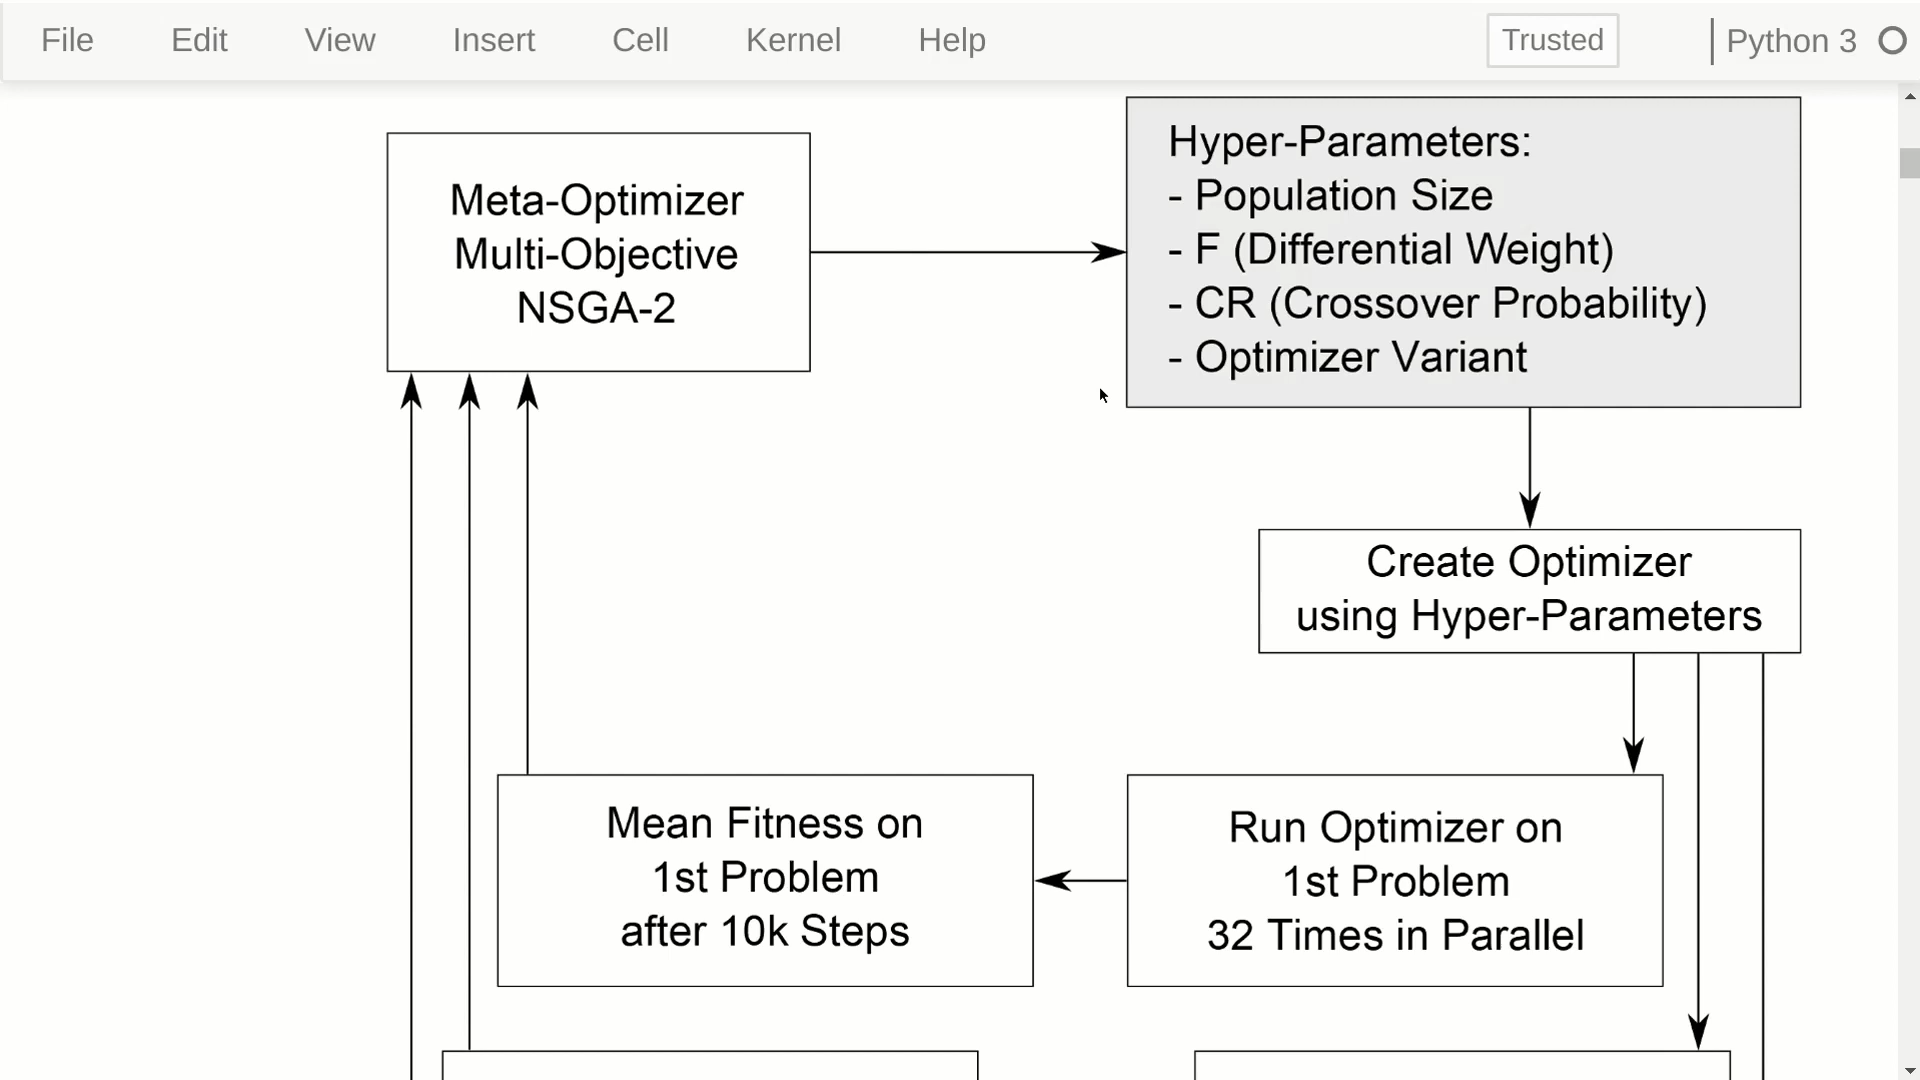 File Edit View Insert Cell Kernel Help Trusted Python 3
Meta-Optimizer
Multi-Objective
NSGA-2
Hyper-Parameters:
- Population Size
- F (Differential Weight)
- CR (Crossover Probability)
- Optimizer Variant
Create Optimizer
using Hyper-Parameters
Mean Fitness on
1st Problem
after 10k Steps
Run Optimizer on
1st Problem
32 Times in Parallel